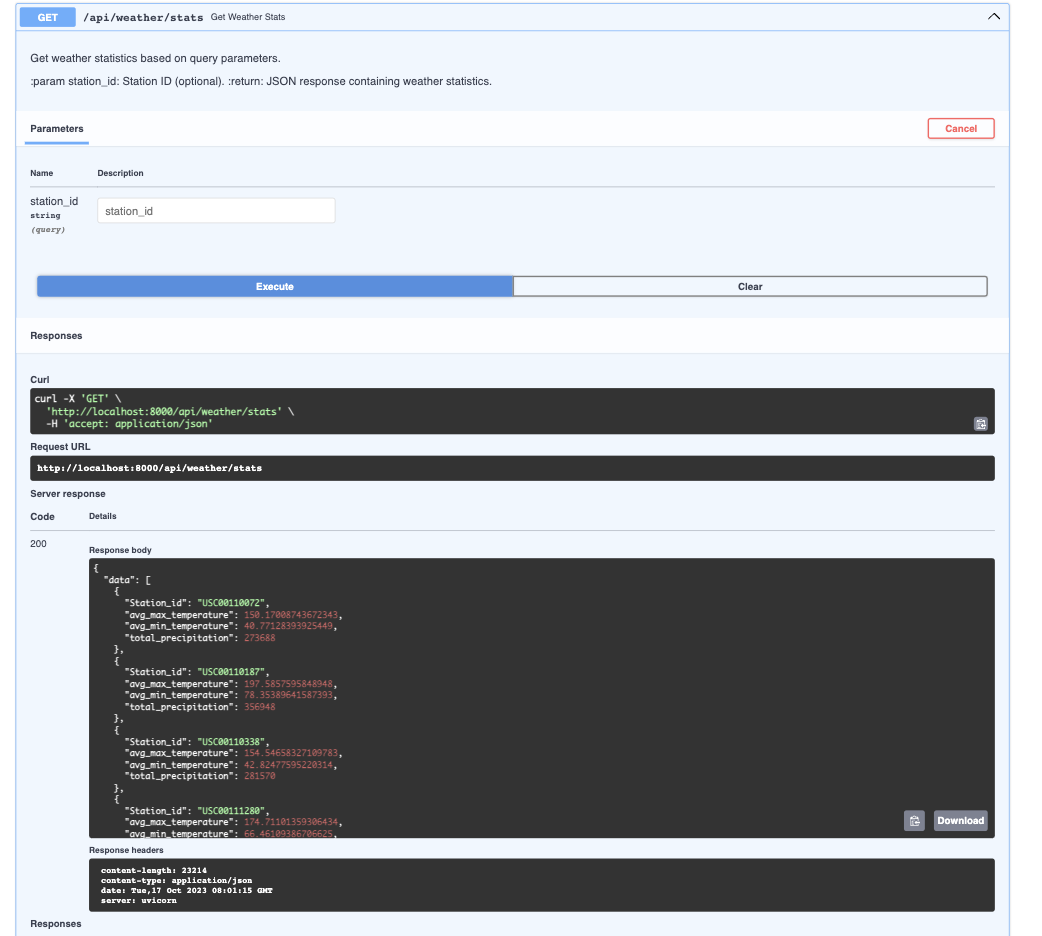 GET /api/weather/stats Get Weather Stats
Get weather statistics based on query parameters.
:param station_id: Station ID (optional). :return: JSON response containing weather statistics.
Parameters
Cancel
Name Description
station_id
string
(query)
station_id
Execute
Clear
Responses
Curl
curl -X 'GET' \
'http://localhost:8000/api/weather/stats' \
-H 'accept: application/json'
Request URL
http://localhost:8000/api/weather/stats
Server response
Code Details
200
Response body
{
"data": [
{
"Station_id": "USC00110072",
"avg_max_temperature": 150.17008743672343,
"avg_min_temperature": 40.77128393925449,
"total_precipitation": 273688
},
{
"Station_id": "USC00110187",
"avg_max_temperature": 197.5857595848948,
"avg_min_temperature": 78.35389641587393,
"total_precipitation": 356948
},
{
"Station_id": "USC00110338",
"avg_max_temperature": 154.54658327109783,
"avg_min_temperature": 42.82477595220314,
"total_precipitation": 281570
},
{
"Station_id": "USC00111280",
"avg_max_temperature": 174.71101359306434,
"avg_min_temperature": 66.46109386706625,
Download
Response headers
content-length: 23214
content-type: application/json
date: Tue,17 Oct 2023 08:01:15 GMT
server: uvicorn
Responses